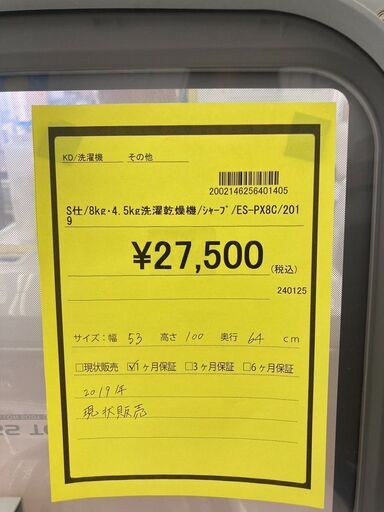 KD/洗濯機 その他
2002146256401405
S仕/8kg・4.5kg洗濯乾燥機/ｼｬｰﾌﾟ/ES-PX8C/201
9
¥27,500(税込)
240125
サイズ:幅 53 高さ 100 奥行 64 cm
□現状販売 ☑1ヶ月保証 □3ヶ月保証 □6ヶ月保証
2019年
現状販売